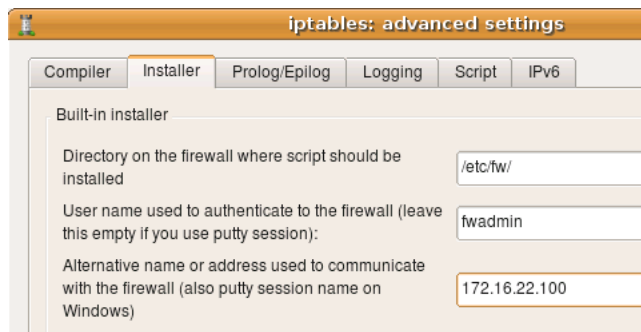 iptables: advanced settings
Compiler Installer Prolog/Epilog Logging Script IPv6
Built-in installer
Directory on the firewall where script should be
installed
/etc/fw/
User name used to authenticate to the firewall (leave
this empty if you use putty session):
fwadmin
Alternative name or address used to communicate
with the firewall (also putty session name on
Windows)
172.16.22.100